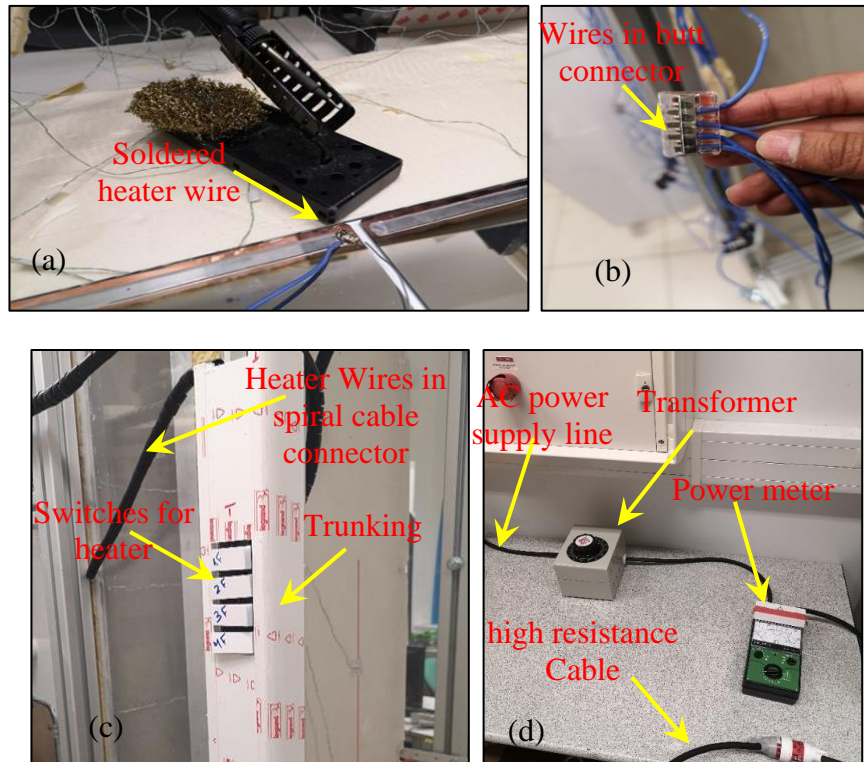 Soldered
heater wire
(a)
Wires in butt
connector
(b)
Heater Wires in
spiral cable
connector
Switches for
heater
Trunking
1F
2F
3F
4F
(c)
AC power
supply line
Transformer
Power meter
high resistance
Cable
(d)